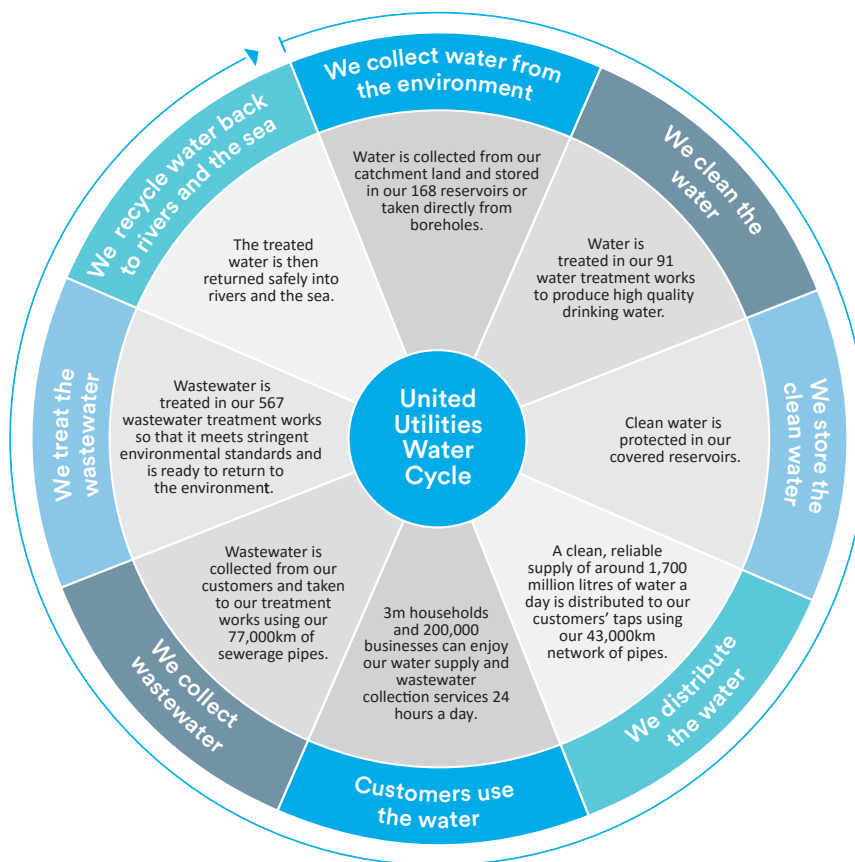 United
Utilities
Water
Cycle
We collect water from
the environment
Water is collected from our
catchment land and stored
in our 168 reservoirs or
taken directly from
boreholes.
We clean the
water
Water is
treated in our 91
water treatment works
to produce high quality
drinking water.
We store the
clean water
Clean water is
protected in our
covered reservoirs.
We distribute
the water
A clean, reliable
supply of around 1,700
million litres of water a
day is distributed to our
customers’ taps using
our 43,000km
network of pipes.
Customers use
the water
3m households
and 200,000
businesses can enjoy
our water supply and
wastewater
collection services 24
hours a day.
We collect
wastewater
Wastewater is
collected from our
customers and taken
to our treatment
works using our
77,000km of
sewerage pipes.
We treat the
wastewater
Wastewater is
treated in our 567
wastewater treatment works
so that it meets stringent
environmental standards and
is ready to return to
the environment.
We recycle water back
to rivers and the sea
The treated
water is then
returned safely into
rivers and the sea.